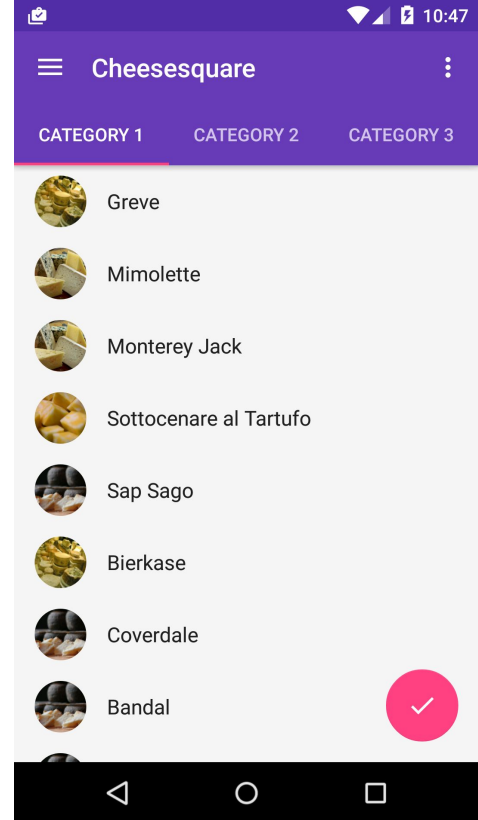 10:47
Cheesesquare
CATEGORY 1 CATEGORY 2 CATEGORY 3
Greve
Mimolette
Monterey Jack
Sottocenare al Tartufo
Sap Sago
Bierkase
Coverdale
Bandal